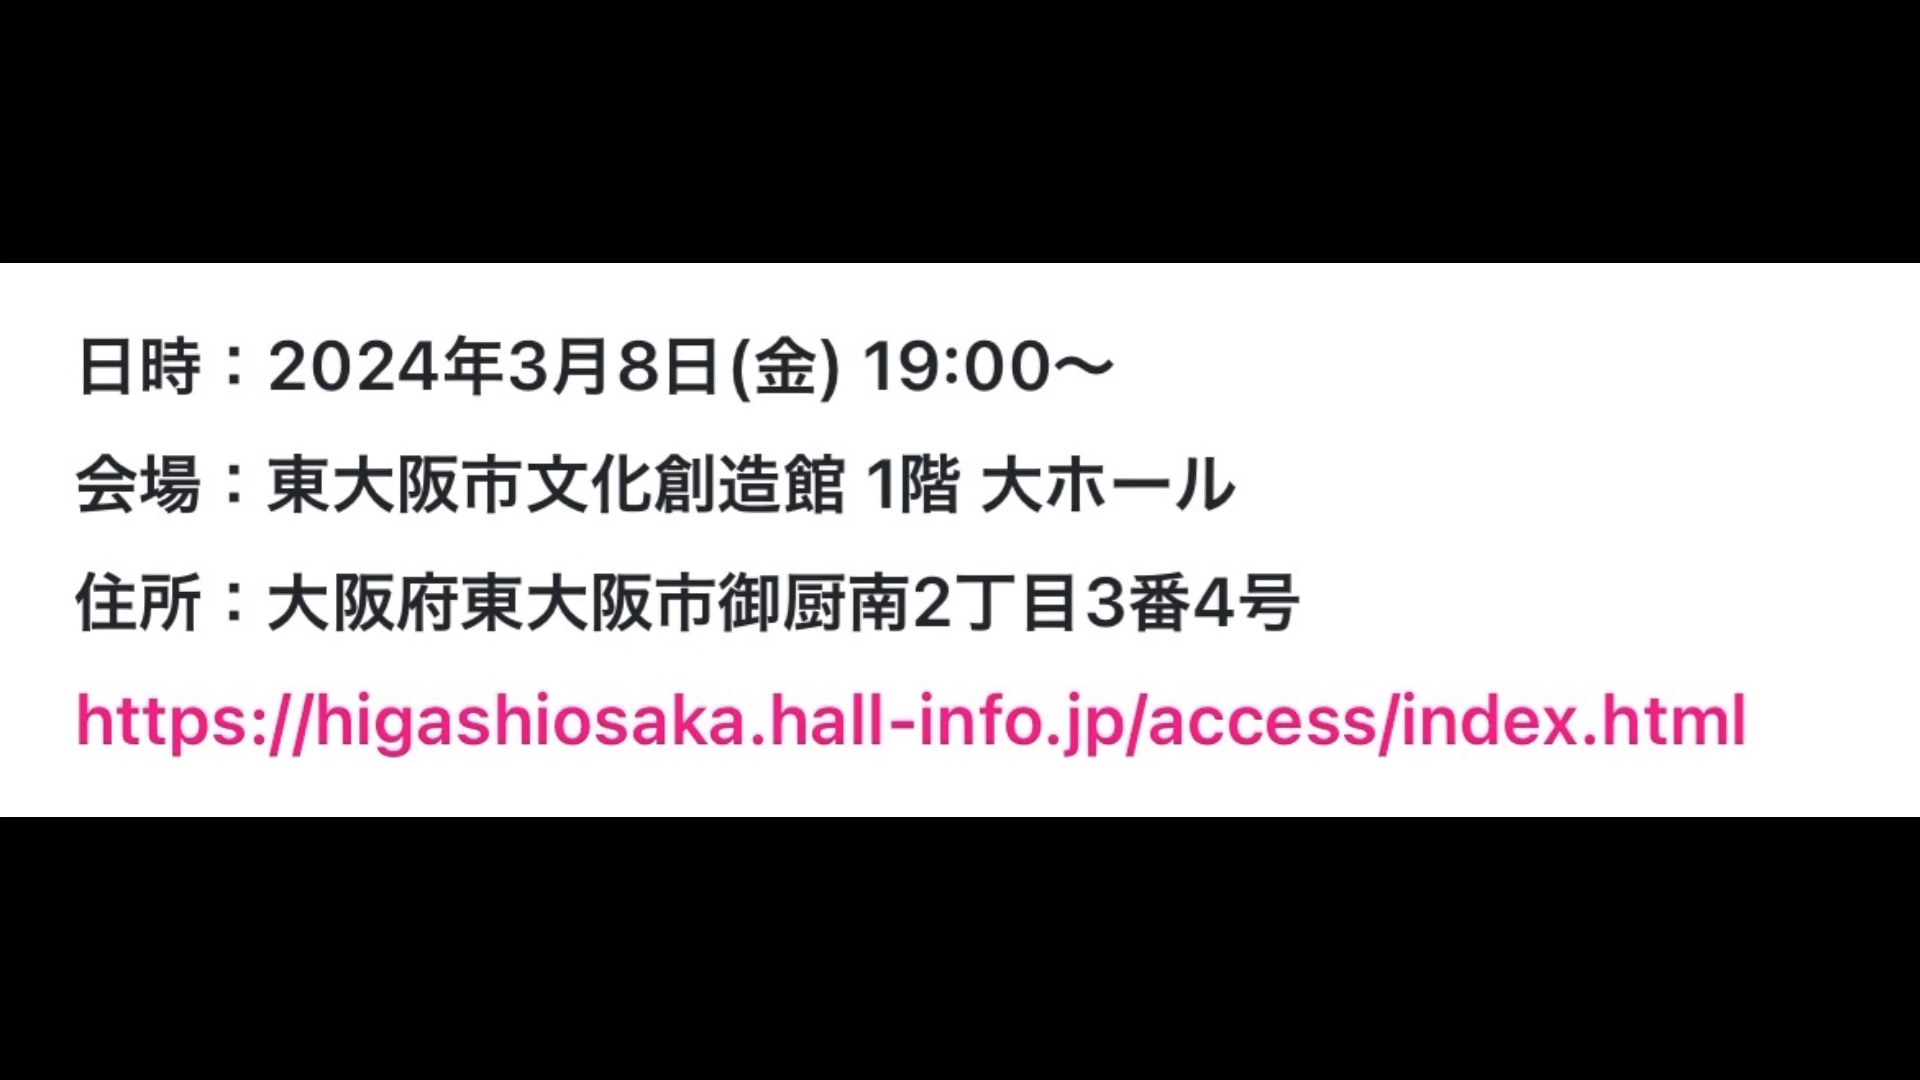 日時：2024年3月8日(金) 19:00〜
会場：東大阪市文化創造館 1階 大ホール
住所：大阪府東大阪市御厨南2丁目3番4号
https://higashiosaka.hall-info.jp/access/index.html